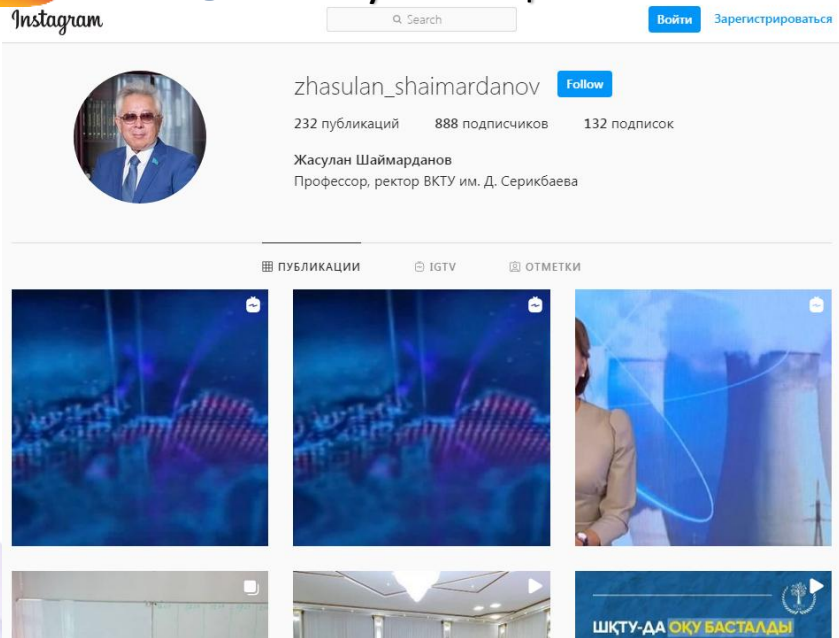 Instagram
Search
Войти
Зарегистрироваться
zhasulan_shaimardanov
Follow
232 публикаций
888 подписчиков
132 подписок
Жасулан Шаймарданов
Профессор, ректор ВКТУ им. Д. Серикбаева
ПУБЛИКАЦИИ
IGTV
ОТМЕТКИ
ШҚТУ-ДА ОҚУ БАСТАЛДЫ